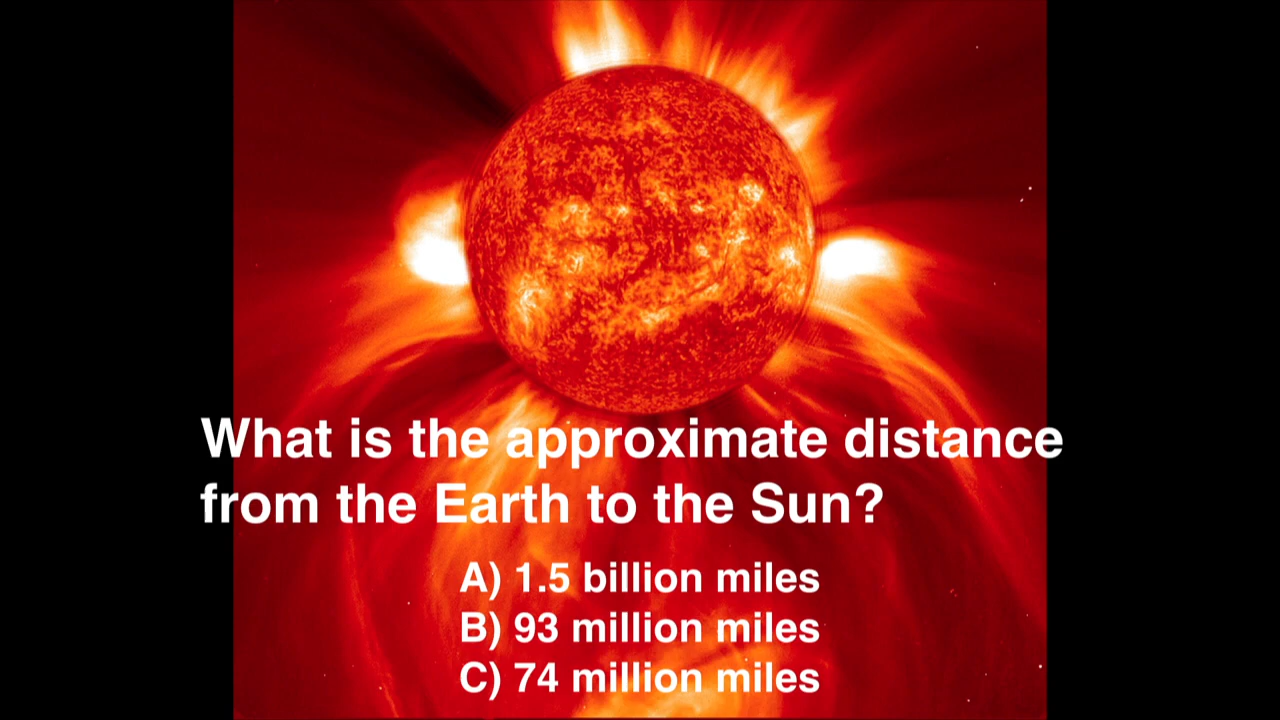 What is the approximate distance
from the Earth to the Sun?
A) 1.5 billion miles
B) 93 million miles
C) 74 million miles